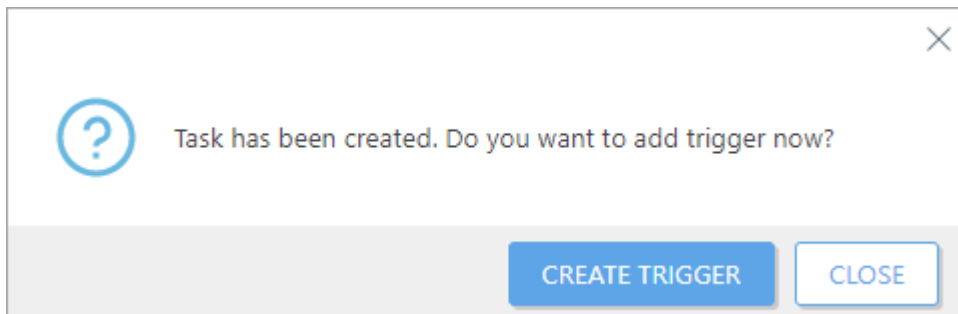 Task has been created. Do you want to add trigger now?
CREATE TRIGGER
CLOSE